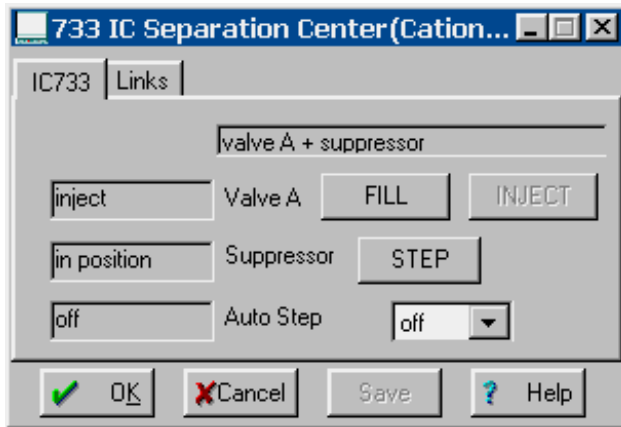 733 IC Separation Center(Cation...
IC733 Links
valve A + suppressor
inject Valve A FILL INJECT
in position Suppressor STEP
off Auto Step off
OK Cancel Save ? Help